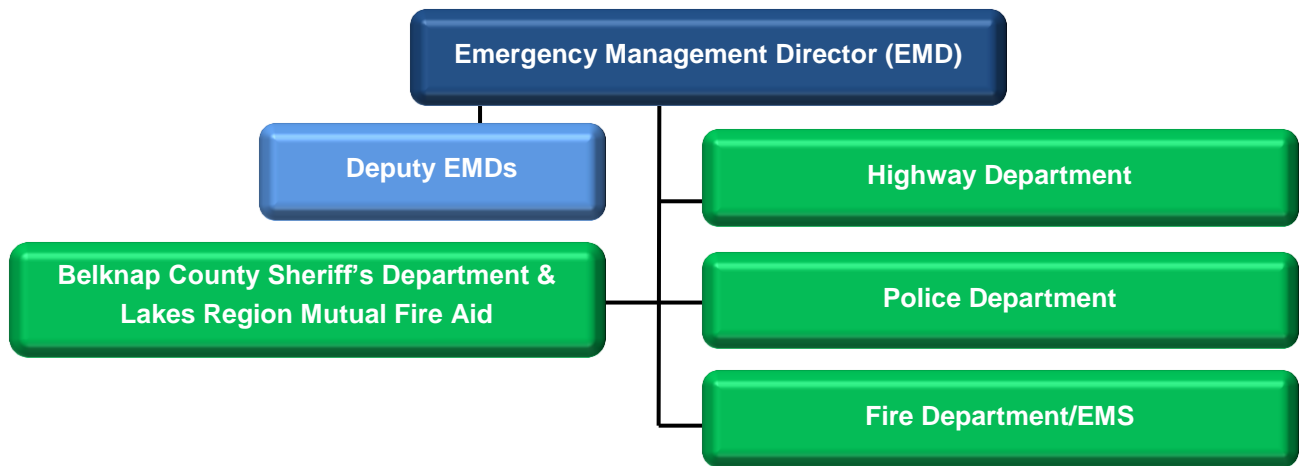 Emergency Management Director (EMD)
Deputy EMDs
Highway Department
Belknap County Sheriff’s Department &
Lakes Region Mutual Fire Aid
Police Department
Fire Department/EMS